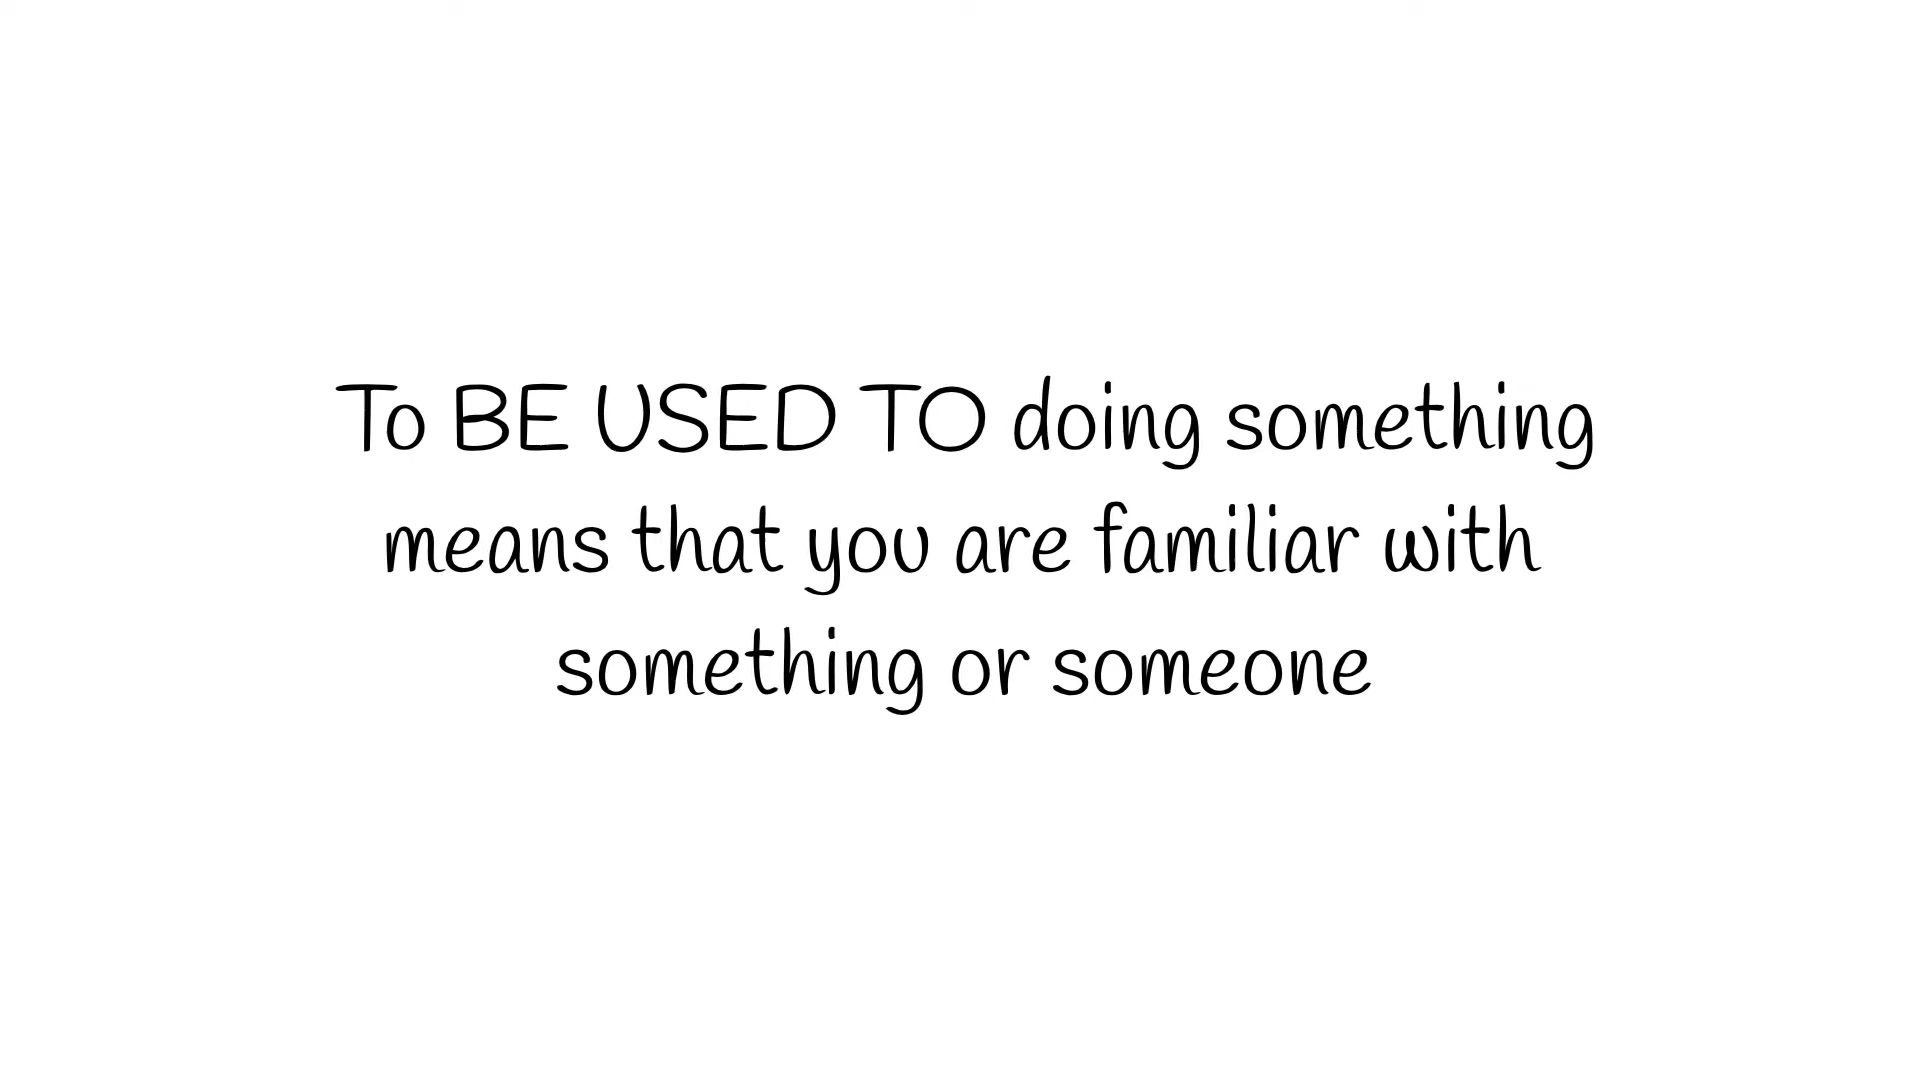 To BE USED TO doing something
means that you are familiar with
something or someone